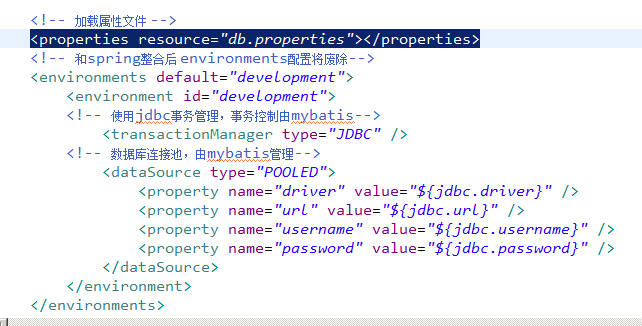 <!-- 加载属性文件 -->
<properties resource="db.properties"></properties>
<!-- 和spring整合后 environments配置将废除-->
<environments default="development">
<environment id="development">
<!-- 使用jdbc事务管理，事务控制由mybatis-->
<transactionManager type="JDBC" />
<!-- 数据库连接池，由mybatis管理-->
<dataSource type="POOLED">
<property name="driver" value="${jdbc.driver}" />
<property name="url" value="${jdbc.url}" />
<property name="username" value="${jdbc.username}" />
<property name="password" value="${jdbc.password}" />
</dataSource>
</environment>
</environments>